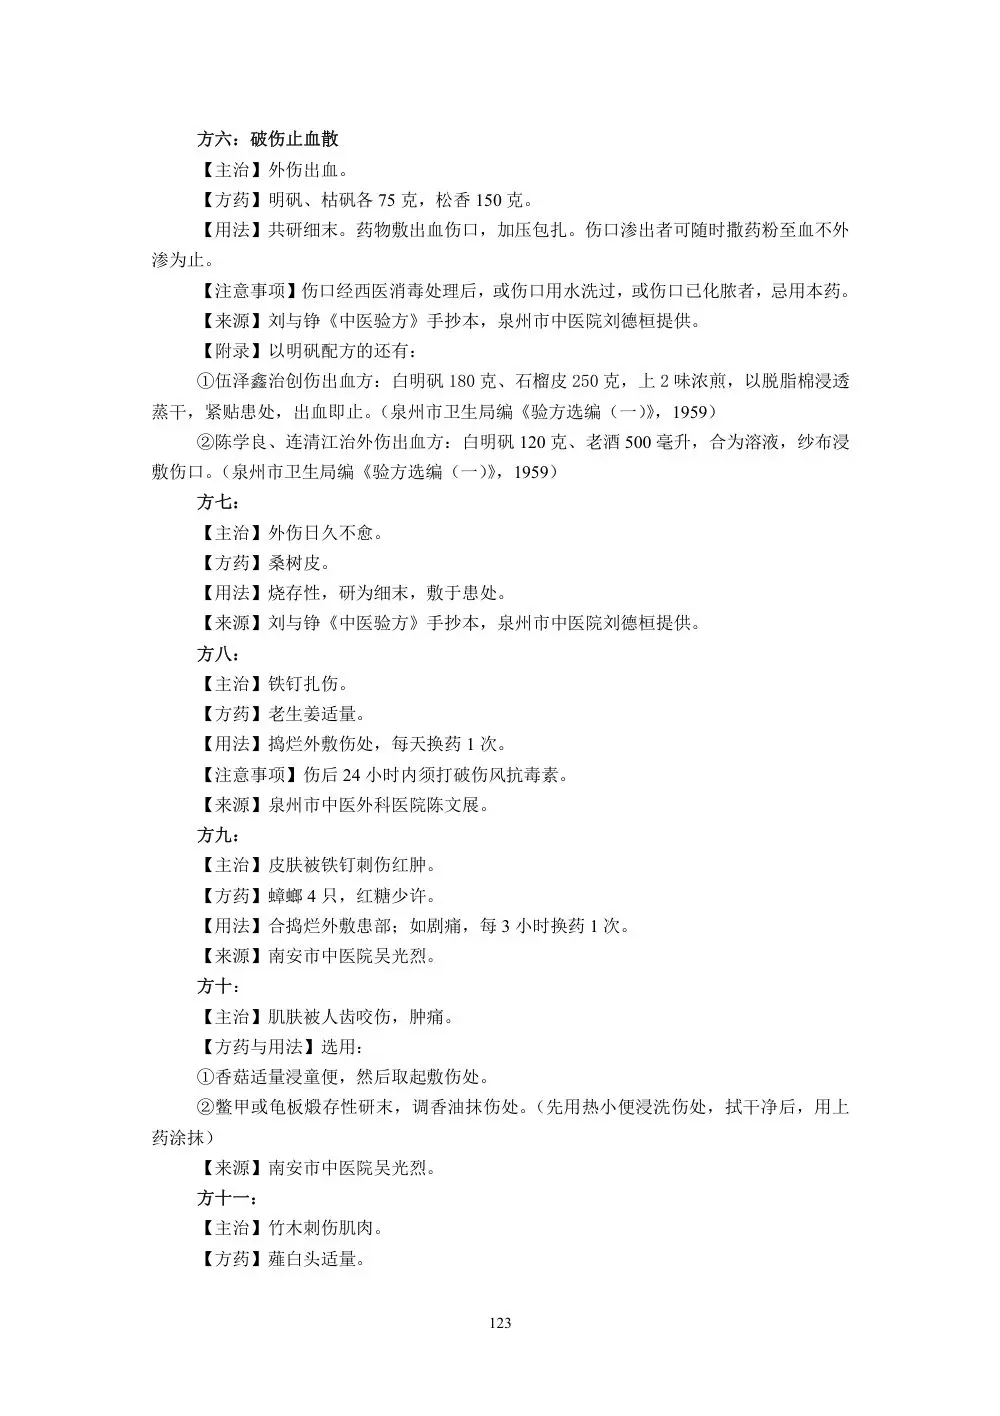 方六：破伤止血散
【主治】外伤出血。
【方药】明矾、枯矾各 75 克，松香 150 克。
【用法】共研细末。药物敷出血伤口，加压包扎。伤口渗出者可随时撒药粉至血不外
渗为止。
【注意事项】伤口经西医消毒处理后，或伤口用水洗过，或伤口已化脓者，忌用本药。
【来源】刘与铮《中医验方》手抄本，泉州市中医院刘德桓提供。
【附录】以明矾配方的还有：
①伍泽鑫治创伤出血方：白明矾 180 克、石榴皮 250 克，上 2 味浓煎，以脱脂棉浸透
蒸干，紧贴患处，出血即止。（泉州市卫生局编《验方选编（一）》，1959）
②陈学良、连清江治外伤出血方：白明矾 120 克、老酒 500 毫升，合为溶液，纱布浸
敷伤口。（泉州市卫生局编《验方选编（一）》，1959）
方七：
【主治】外伤日久不愈。
【方药】桑树皮。
【用法】烧存性，研为细末，敷于患处。
【来源】刘与铮《中医验方》手抄本，泉州市中医院刘德桓提供。
方八：
【主治】铁钉扎伤。
【方药】老生姜适量。
【用法】捣烂外敷伤处，每天换药 1 次。
【注意事项】伤后 24 小时内须打破伤风抗毒素。
【来源】泉州市中医外科医院陈文展。
方九：
【主治】皮肤被铁钉刺伤红肿。
【方药】蟑螂 4 只，红糖少许。
【用法】合捣烂外敷患部；如剧痛，每 3 小时换药 1 次。
【来源】南安市中医院吴光烈。
方十：
【主治】肌肤被人齿咬伤，肿痛。
【方药与用法】选用：
①香菇适量浸童便，然后取起敷伤处。
②鳖甲或龟板煅存性研末，调香油抹伤处。（先用热小便浸洗伤处，拭干净后，用上
药涂抹）
【来源】南安市中医院吴光烈。
方十一：
【主治】竹木刺伤肌肉。
【方药】薤白头适量。
123